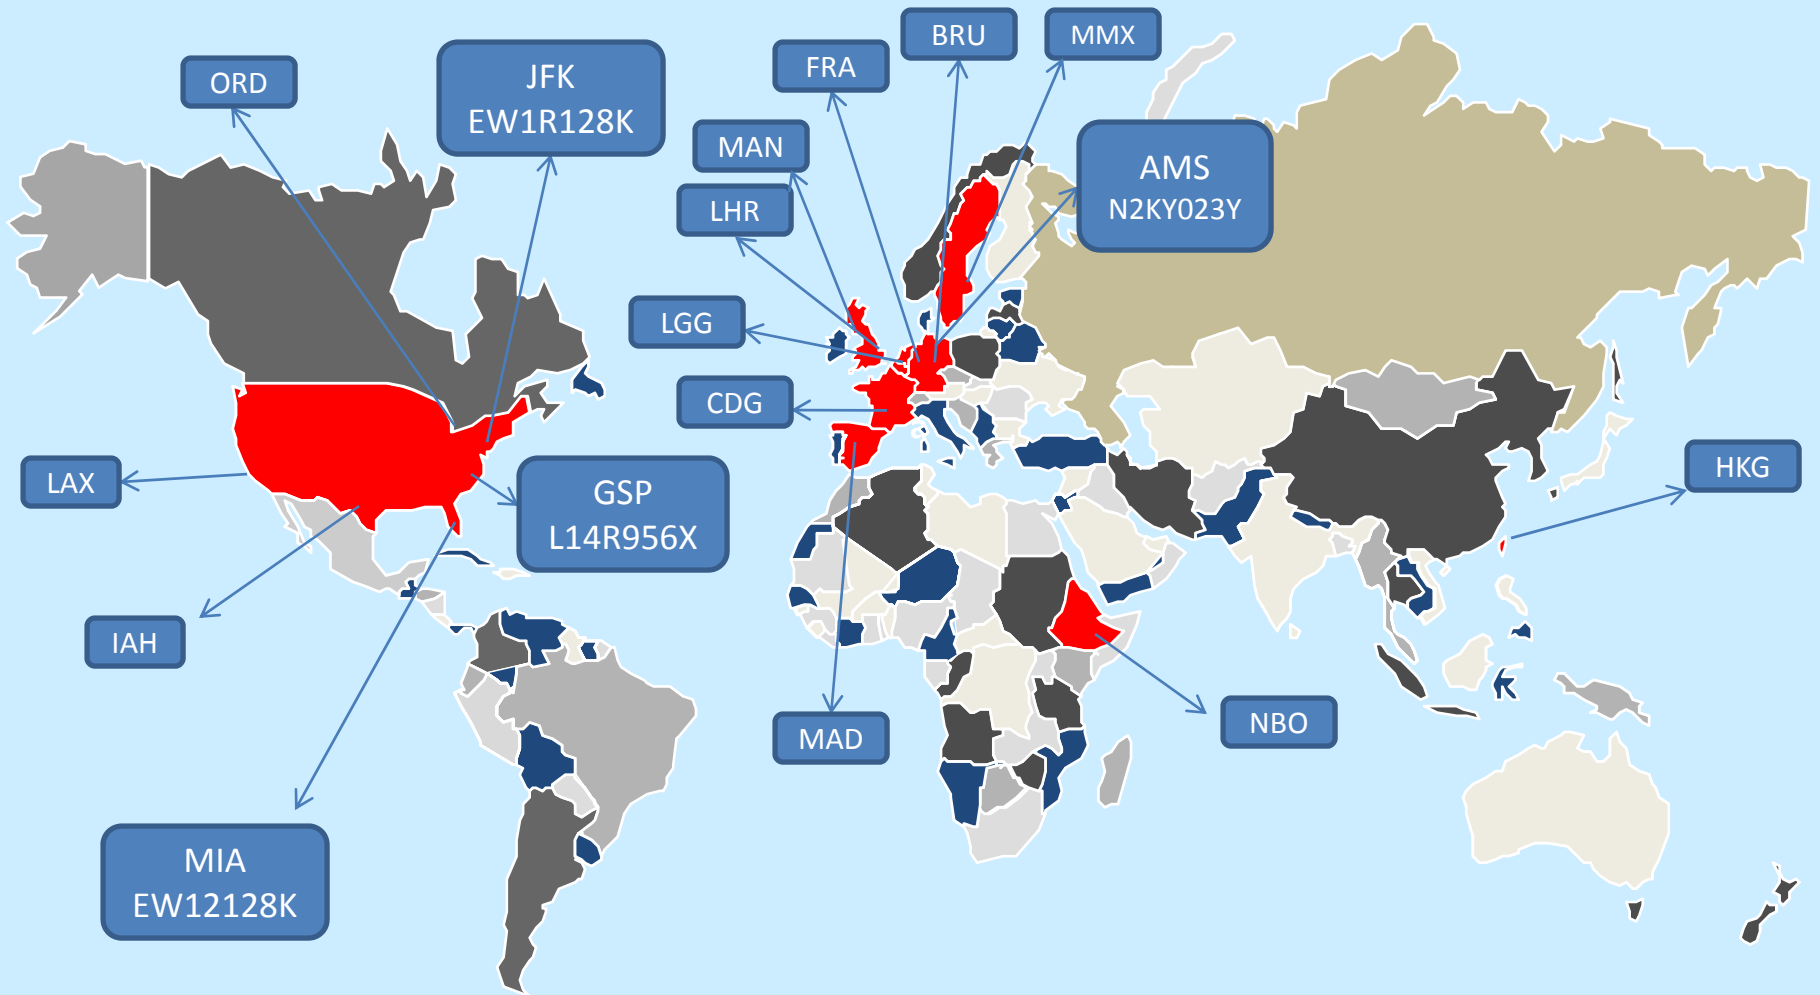 BRU
MMX
ORD
JFK
EW1R128K
FRA
MAN
AMS
N2KY023Y
LHR
LGG
CDG
LAX
GSP
L14R956X
HKG
IAH
MAD
NBO
MIA
EW12128K